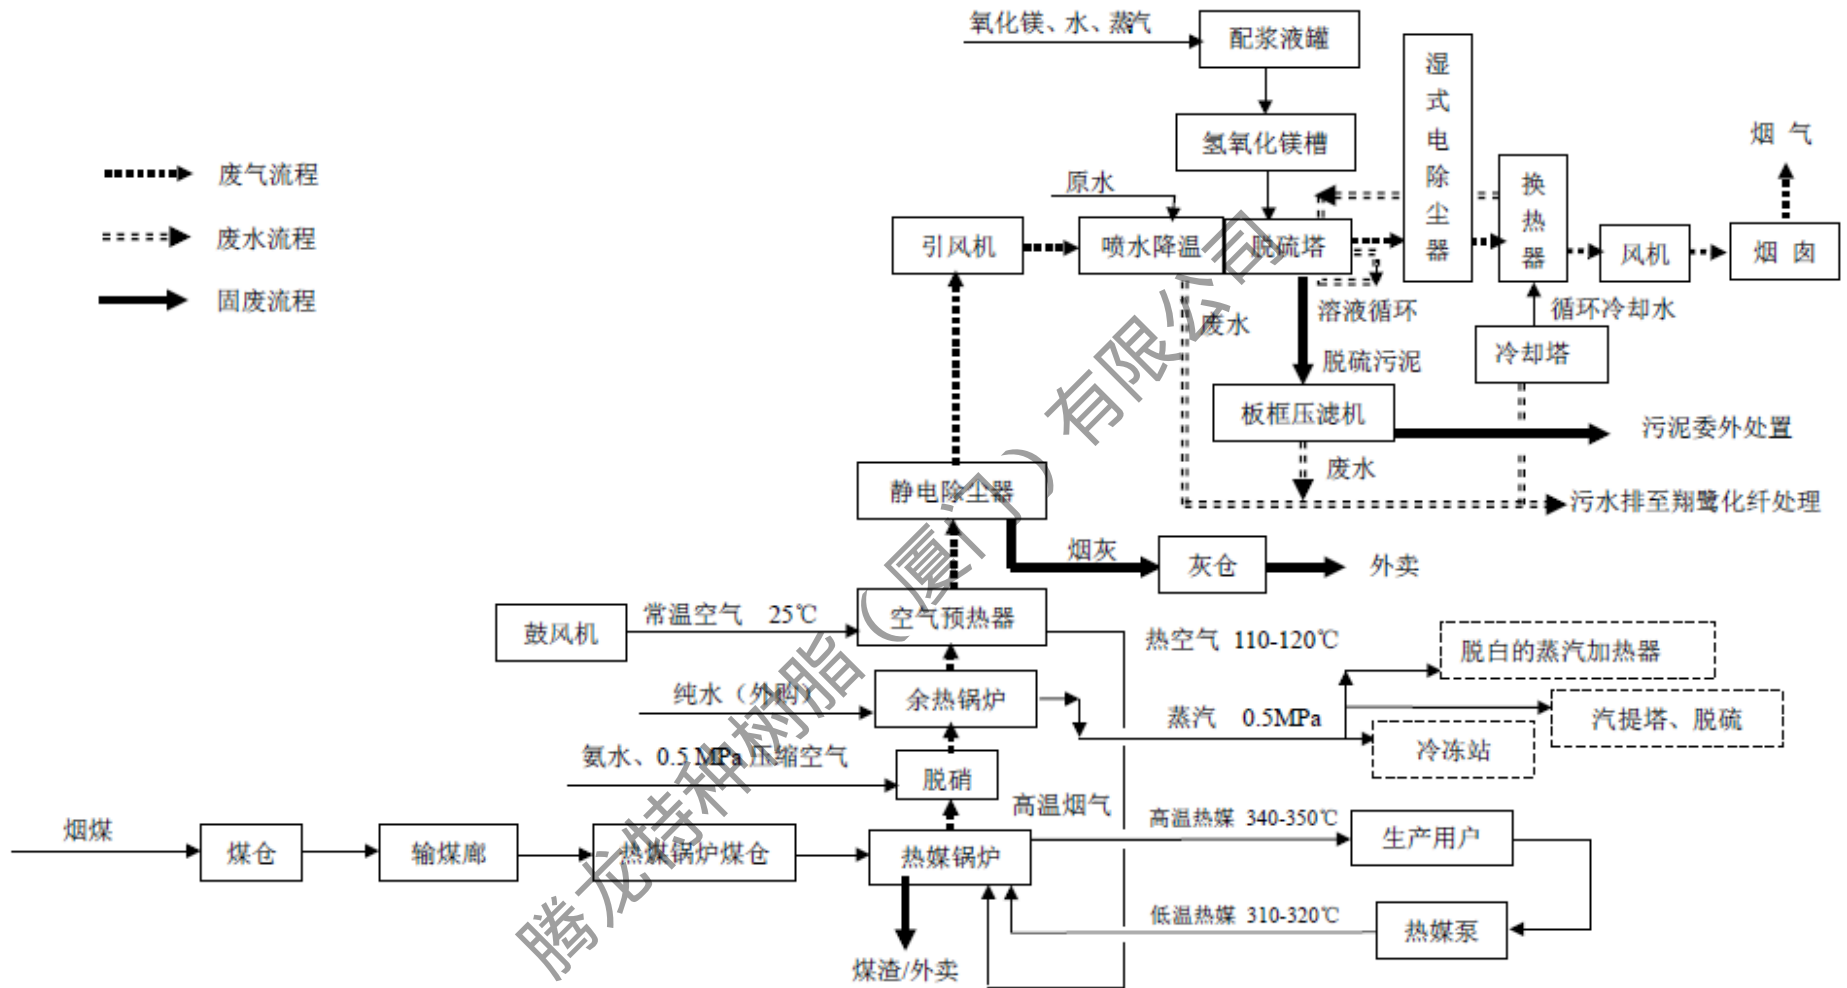 氧化镁、水、蒸汽
配浆液罐
湿式电除尘器
氢氧化镁槽
烟 气
废气流程
原水
换热器
废水流程
引风机
喷水降温
脱硫塔
风机
烟 囱
固废流程
废水
溶液循环
循环冷却水
脱硫污泥
冷却塔
板框压滤机
污泥委外处置
废水
静电除尘器
污水排至翔鹭化纤处理
烟灰
灰仓
外卖
鼓风机
常温空气 25℃
空气预热器
热空气 110-120℃
脱白的蒸汽加热器
纯水（外购）
余热锅炉
蒸汽 0.5MPa
汽提塔、脱硫
冷冻站
氨水、0.5 MPa 压缩空气
脱硝
高温烟气
烟煤
煤仓
输煤廊
热煤锅炉煤仓
热媒锅炉
高温热媒 340-350℃
生产用户
低温热媒 310-320℃
热媒泵
煤渣/外卖
腾龙特种树脂（厦门）有限公司